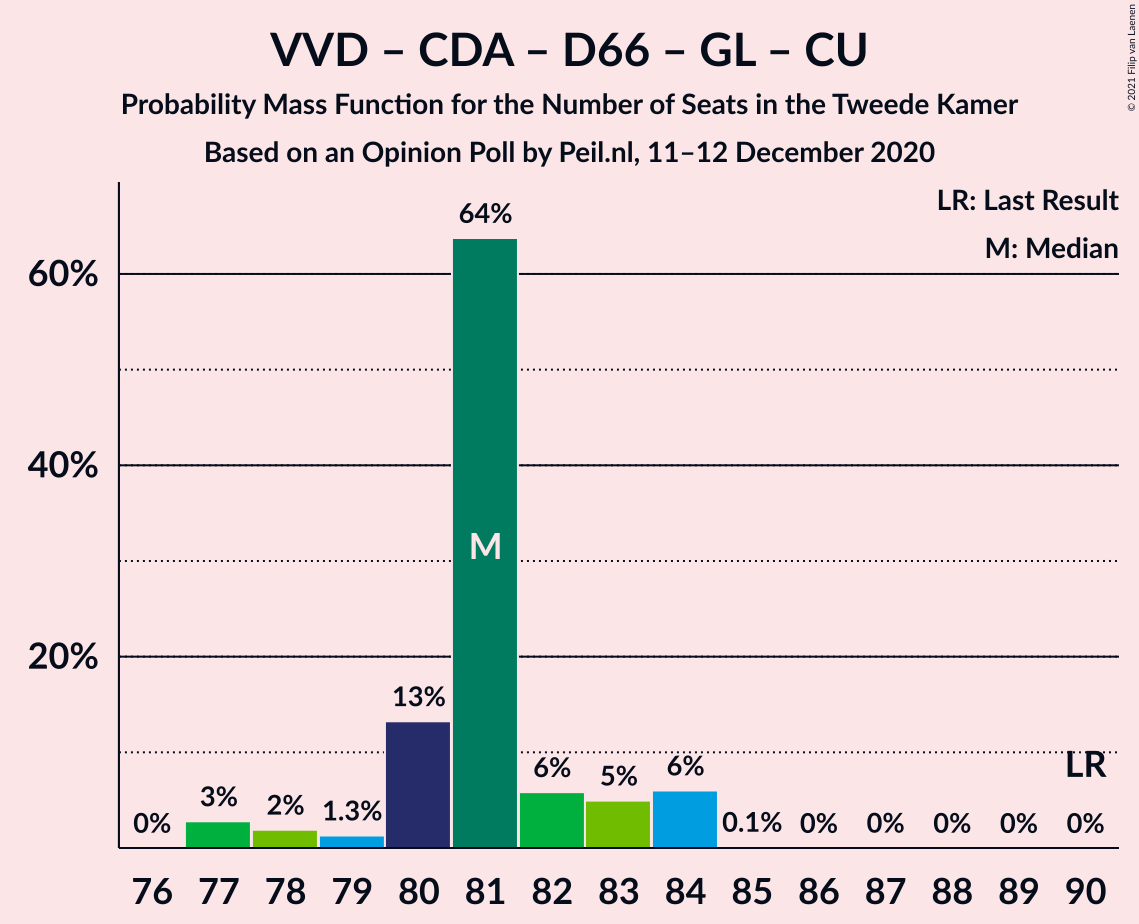 VVD – CDA – D66 – GL – CU
Probability Mass Function for the Number of Seats in the Tweede Kamer
Based on an Opinion Poll by Peil.nl, 11–12 December 2020
© 2021 Filip van Laenen
LR: Last Result
M: Median
60%
40%
20%
0%
3%
2%
1.3%
13%
64%
6%
5%
6%
0.1%
0%
0%
0%
0%
0%
M
LR
76 77 78 79 80 81 82 83 84 85 86 87 88 89 90